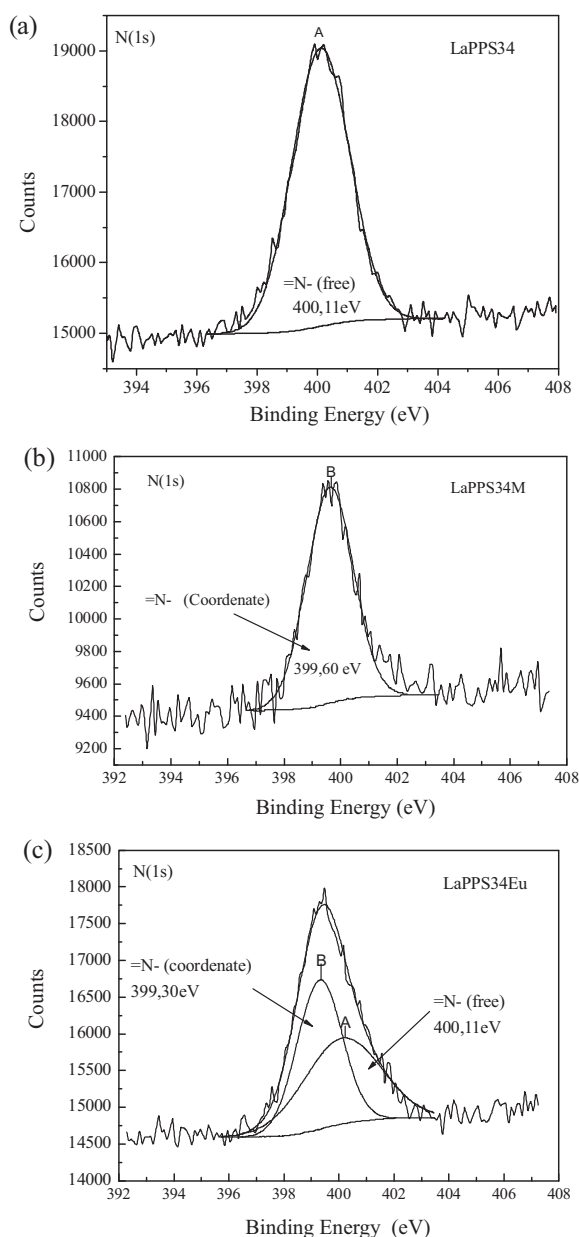 (a)
N(1s)
A
LaPPS34
19000
18000
17000
16000
15000
Counts
=N- (free)
400,11eV
394 396 398 400 402 404 406 408
Binding Energy (eV)
(b)
N(1s)
B
LaPPS34M
11000
10800
10600
10400
10200
10000
9800
9600
9400
9200
Counts
=N- (Coordenate)
399,60 eV
392 394 396 398 400 402 404 406 408
Binding Energy (eV)
(c)
N(1s)
LaPPS34Eu
18500
18000
17500
17000
16500
16000
15500
15000
14500
14000
Counts
=N- (coordenate)
399,30eV
B
A
=N- (free)
400,11eV
392 394 396 398 400 402 404 406 408
Binding Energy (eV)